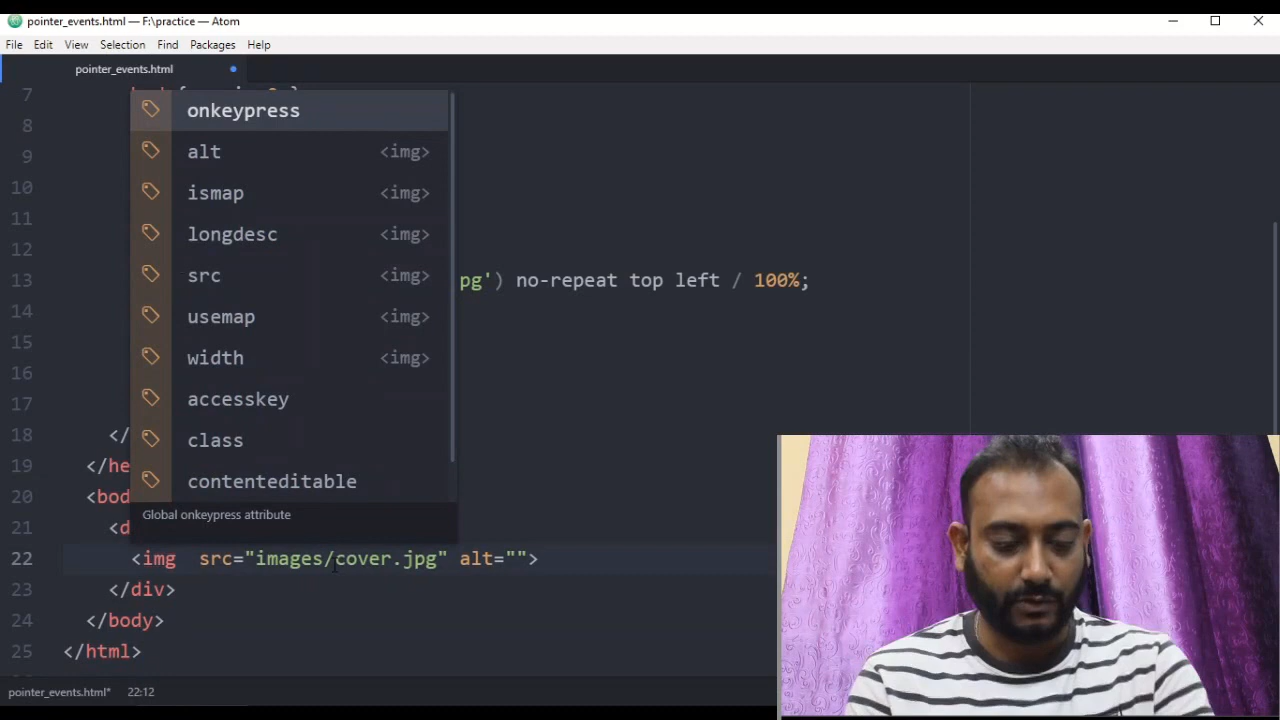 pointer_events.html — F:\practice — Atom
File Edit View Selection Find Packages Help
pointer_events.html
7
onkeypress
8
alt <img>
9
10 ismap <img>
11
longdesc <img>
12
src <img>
13 pg') no-repeat top left / 100%;
14 usemap <img>
15
width <img>
16
accesskey
17
18 </
class
19 </he
20 <bod
contenteditable
Global onkeypress attribute
21 <d
22 <img src="images/cover.jpg" alt="">
23 </div>
24 </body>
25 </html>
pointer_events.html* 22:12